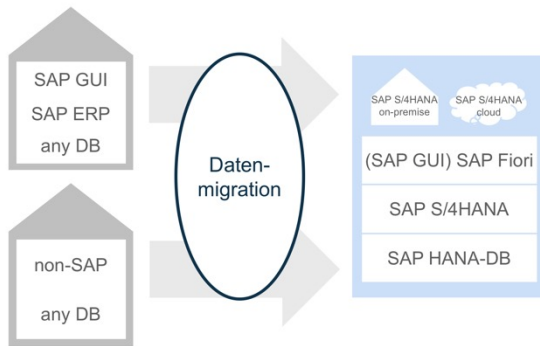 SAP GUI
SAP ERP
any DB
non-SAP
any DB
Daten-
migration
SAP S/4HANA
on-premise
SAP S/4HANA
cloud
(SAP GUI) SAP Fiori
SAP S/4HANA
SAP HANA-DB